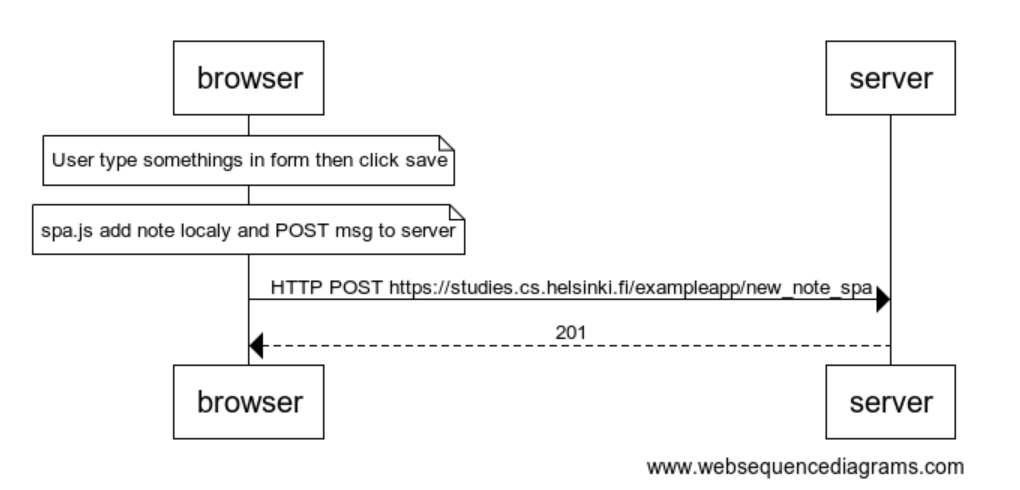 browser
server
User type somethings in form then click save
spa.js add note localy and POST msg to server
HTTP POST https://studies.cs.helsinki.fi/exampleapp/new_note_spa
201
browser
server
www.websequencediagrams.com